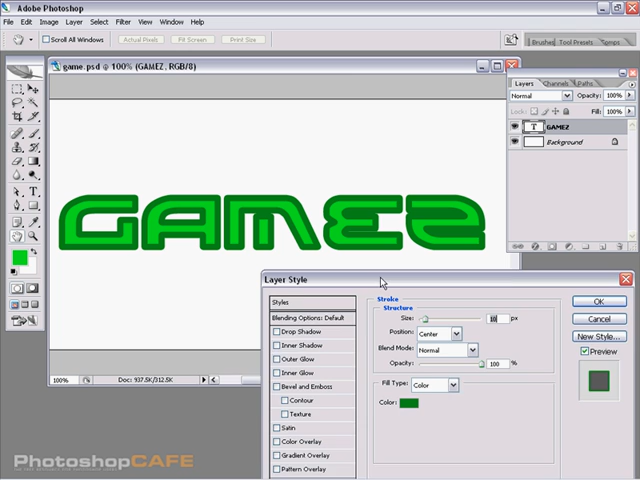 Adobe Photoshop
File Edit Image Layer Select Filter View Window Help
Scroll All Windows Actual Pixels Fill Screen Print Size
Brushes Tool Presets Comps
game.psd @ 100% (GAMEZ, RGB/8)
Layers Channels Paths
Normal Opacity: 100%
Lock: Fill: 100%
T GAMEZ
Background
GAMEZ
100% Doc: 937.5K/312.5K
Layer Style
Styles
Blending Options: Default
Drop Shadow
Inner Shadow
Outer Glow
Inner Glow
Bevel and Emboss
Contour
Texture
Satin
Color Overlay
Gradient Overlay
Pattern Overlay
Stroke
Structure
Size: 10 px
Position: Center
Blend Mode: Normal
Opacity: 100 %
Fill Type: Color
Color:
OK
Cancel
New Style...
Preview
PhotoshopCAFE